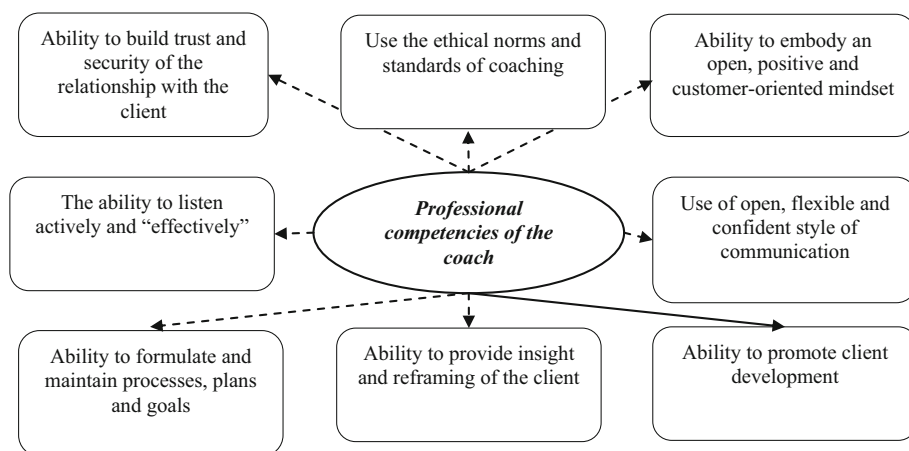 Ability to build trust and
security of the
relationship with the
client
Use the ethical norms and
standards of coaching
Ability to embody an
open, positive and
customer-oriented mindset
The ability to listen
actively and “effectively”
Professional
competencies of the
coach
Use of open, flexible and
confident style of
communication
Ability to formulate and
maintain processes, plans
and goals
Ability to provide insight
and reframing of the client
Ability to promote client
development